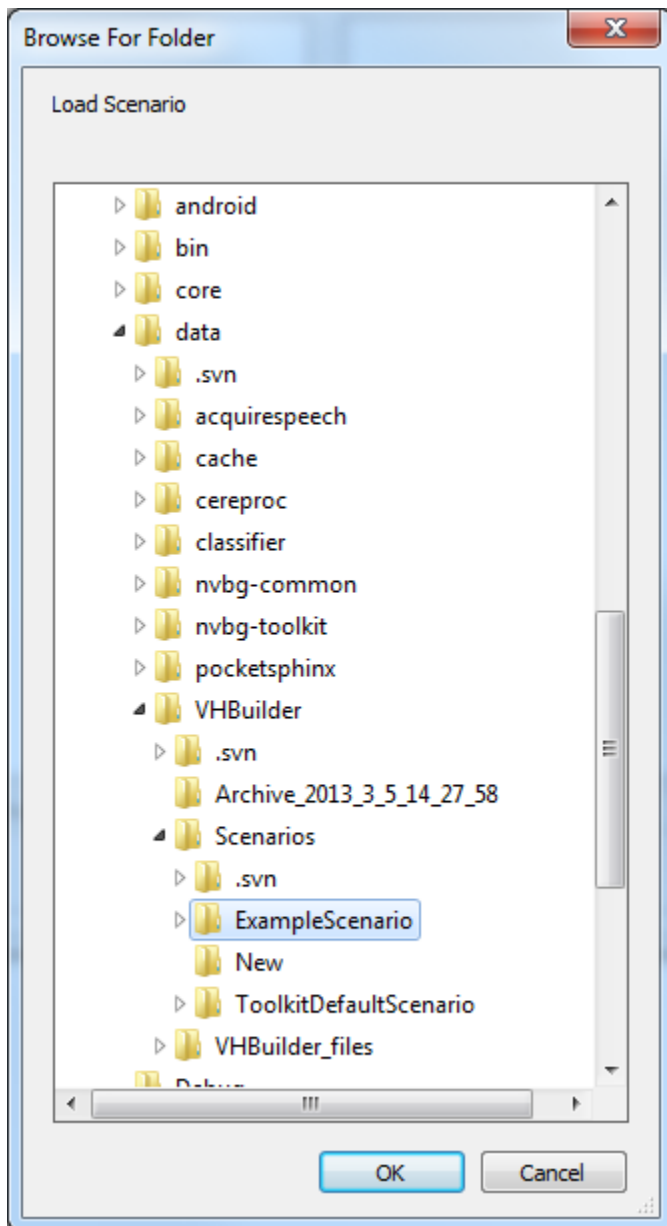 Browse For Folder
Load Scenario
android
bin
core
data
.svn
acquirespeech
cache
cereproc
classifier
nvbg-common
nvbg-toolkit
pocketsphinx
VHBuilder
.svn
Archive_2013_3_5_14_27_58
Scenarios
.svn
ExampleScenario
New
ToolkitDefaultScenario
VHBuilder_files
Debug
OK Cancel